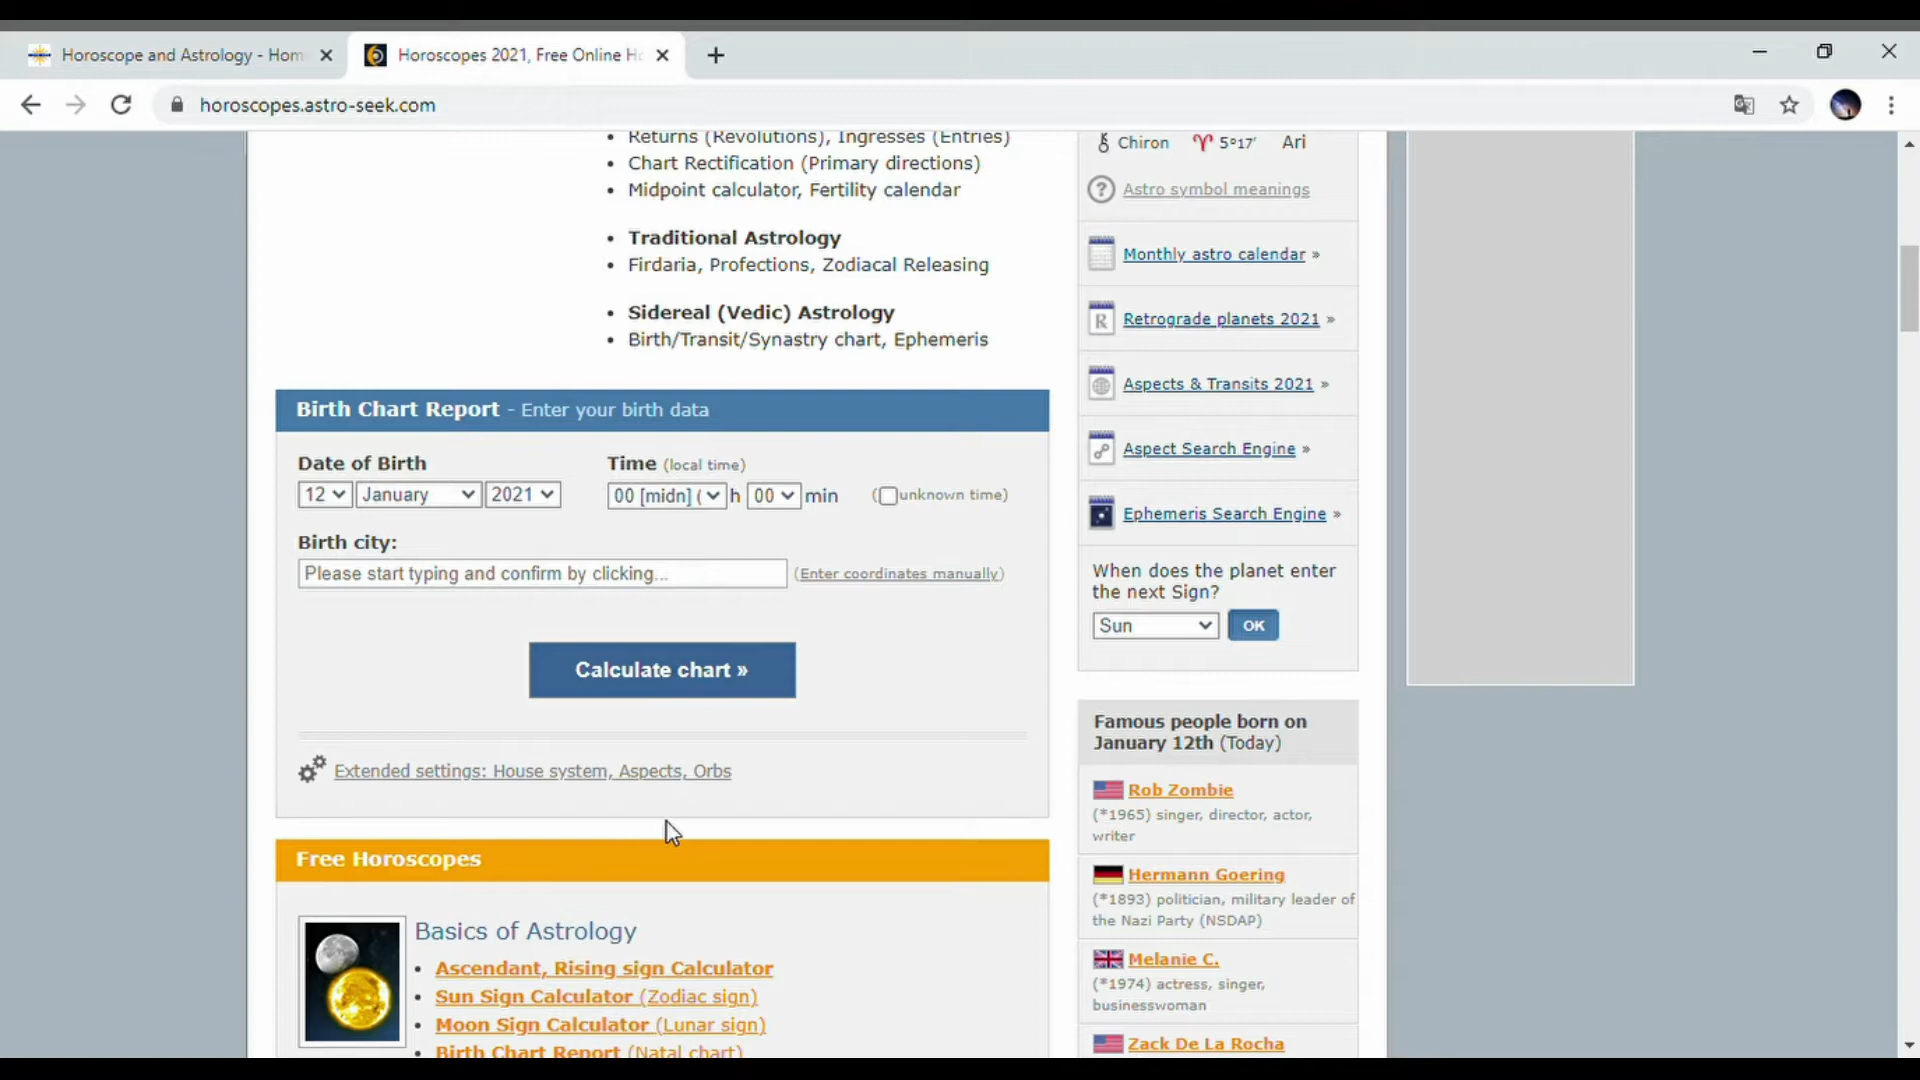 Horoscope and Astrology - Hom
Horoscopes 2021, Free Online Ho
horoscopes.astro-seek.com
Returns (Revolutions), Ingresses (Entries)
Chart Rectification (Primary directions)
Midpoint calculator, Fertility calendar
Traditional Astrology
Firdaria, Profections, Zodiacal Releasing
Sidereal (Vedic) Astrology
Birth/Transit/Synastry chart, Ephemeris
Birth Chart Report - Enter your birth data
Date of Birth
Time (local time)
12 January 2021
00 [midn] ( h 00 min (unknown time)
Birth city:
Please start typing and confirm by clicking... (Enter coordinates manually)
Calculate chart »
Extended settings: House system, Aspects, Orbs
Free Horoscopes
Basics of Astrology
Ascendant, Rising sign Calculator
Sun Sign Calculator (Zodiac sign)
Moon Sign Calculator (Lunar sign)
Birth Chart Report (Natal chart)
Chiron ♈ 5°17' Ari
? Astro symbol meanings
Monthly astro calendar »
R Retrograde planets 2021 »
Aspects & Transits 2021 »
Aspect Search Engine »
Ephemeris Search Engine »
When does the planet enter
the next Sign?
Sun OK
Famous people born on
January 12th (Today)
Rob Zombie
(*1965) singer, director, actor,
writer
Hermann Goering
(*1893) politician, military leader of
the Nazi Party (NSDAP)
Melanie C.
(*1974) actress, singer,
businesswoman
Zack De La Rocha